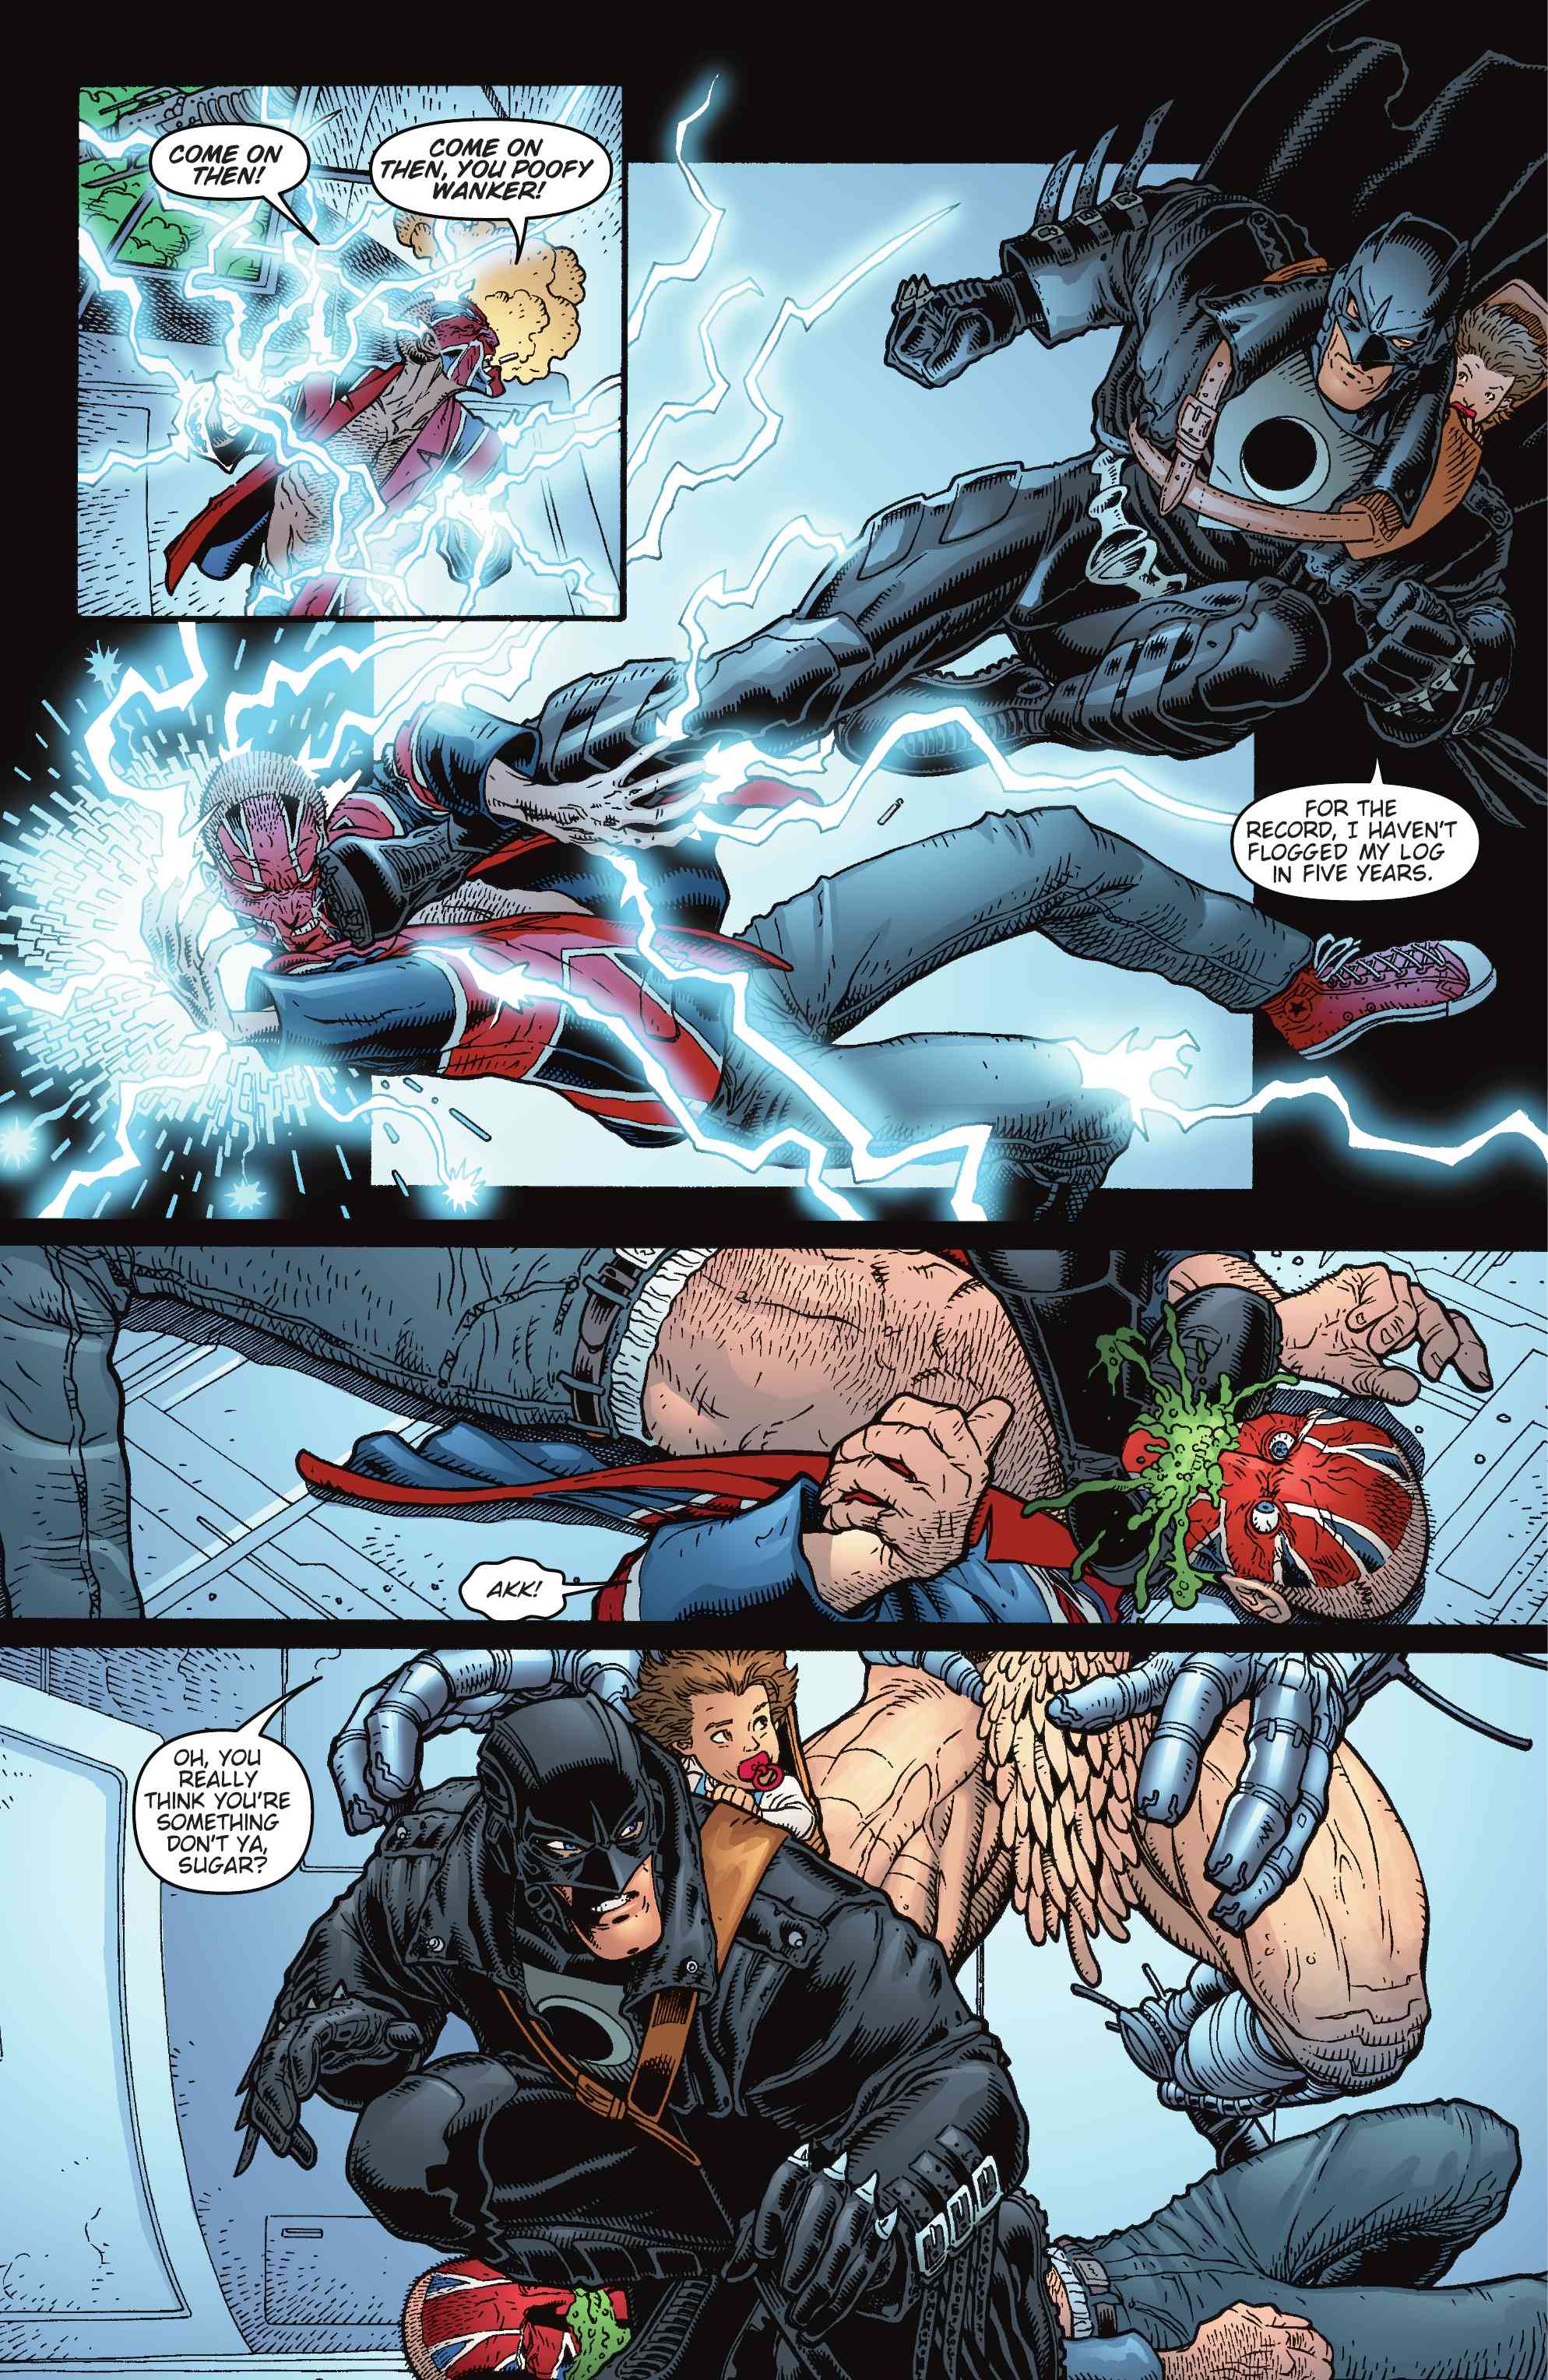 COME ON
THEN!
COME ON
THEN, YOU POOFY
WANKER!
FOR THE
RECORD, I HAVEN'T
FLOGGED MY LOG
IN FIVE YEARS.
AKK!
OH, YOU
REALLY
THINK YOU'RE
SOMETHING
DON'T YA,
SUGAR?